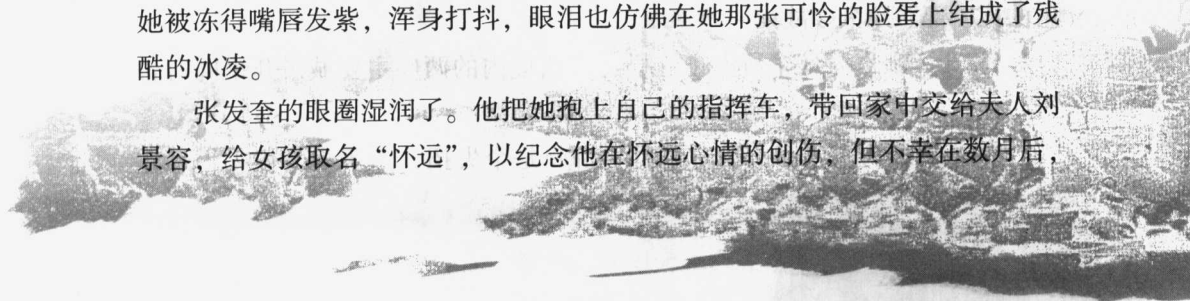 她被冻得嘴唇发紫，浑身打抖，眼泪也仿佛在她那张可怜的脸蛋上结成了残
酷的冰凌。
张发奎的眼圈湿润了。他把她抱上自己的指挥车，带回家中交给夫人刘
景容，给女孩取名“怀远”，以纪念他在怀远心情的创伤，但不幸在数月后，